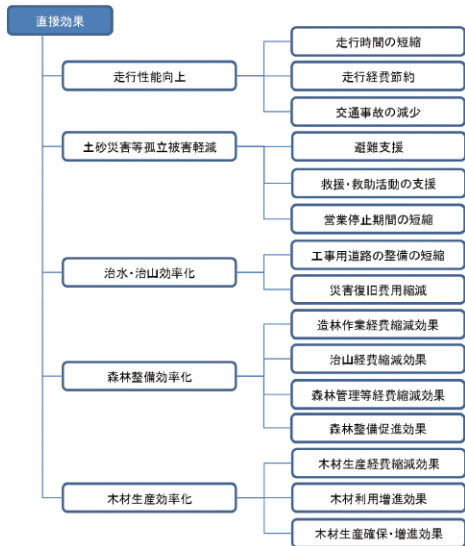 直接効果
走行性能向上
走行時間の短縮
走行経費節約
交通事故の減少
土砂災害等孤立被害軽減
避難支援
救援・救助活動の支援
営業停止期間の短縮
治水・治山効率化
工事用道路の整備の短縮
災害復旧費用縮減
森林整備効率化
造林作業経費縮減効果
治山経費縮減効果
森林管理等経費縮減効果
森林整備促進効果
木材生産効率化
木材生産経費縮減効果
木材利用増進効果
木材生産確保・増進効果